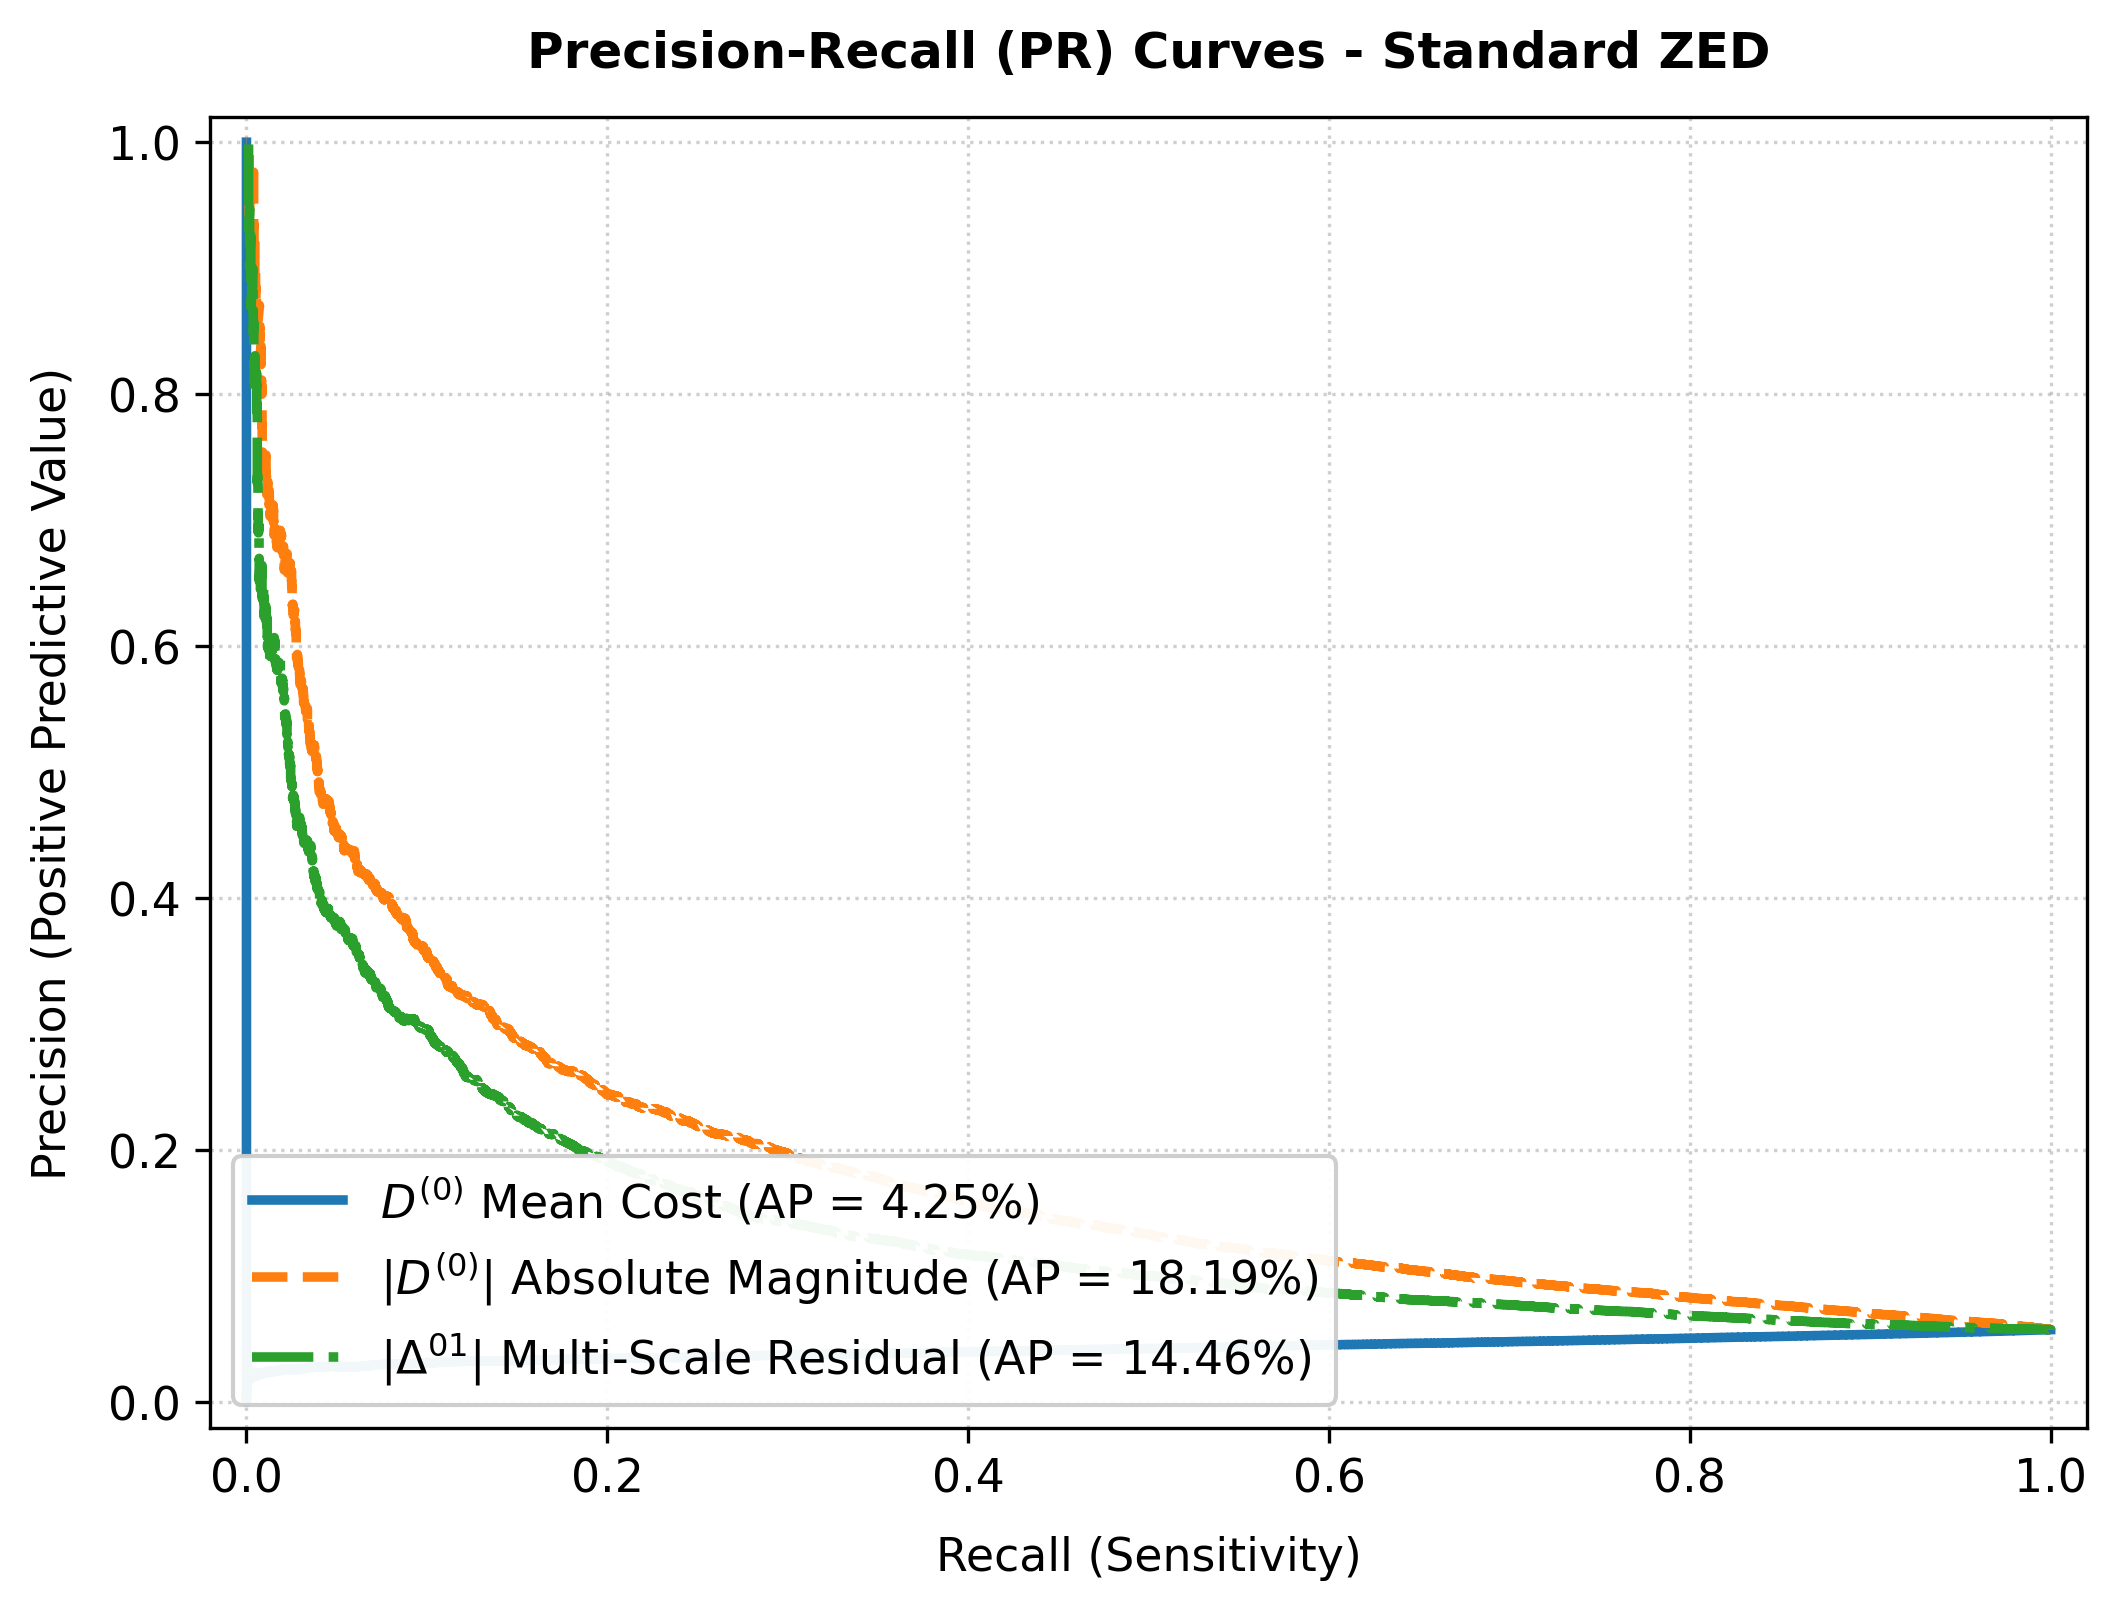 Precision-Recall (PR) Curves - Standard ZED
Precision (Positive Predictive Value)
1.0
0.8
0.6
0.4
0.2
0.0
D⁽⁰⁾ Mean Cost (AP = 4.25%)
|D⁽⁰⁾| Absolute Magnitude (AP = 18.19%)
|Δ⁰¹| Multi-Scale Residual (AP = 14.46%)
0.0 0.2 0.4 0.6 0.8 1.0
Recall (Sensitivity)